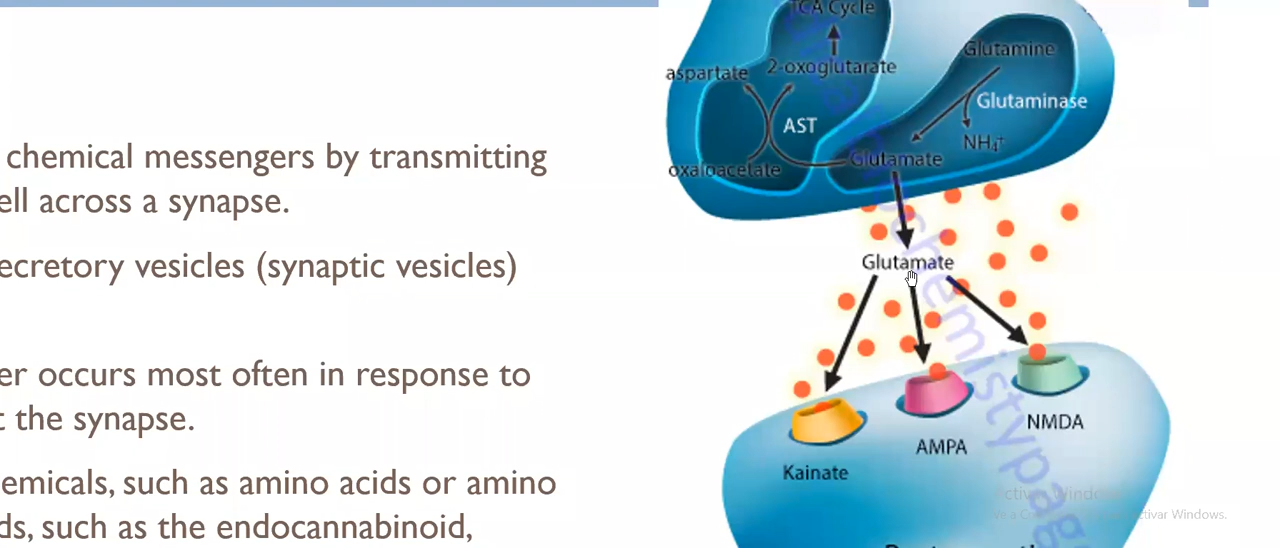 chemical messengers by transmitting
ell across a synapse.
ecretory vesicles (synaptic vesicles)
er occurs most often in response to
t the synapse.
emicals, such as amino acids or amino
ds, such as the endocannabinoid,
TCA Cycle
aspartate
2-oxoglutarate
Glutamine
Glutaminase
AST
NH₄⁺
oxaloacetate
Glutamate
Glutamate
Kainate
AMPA
NMDA